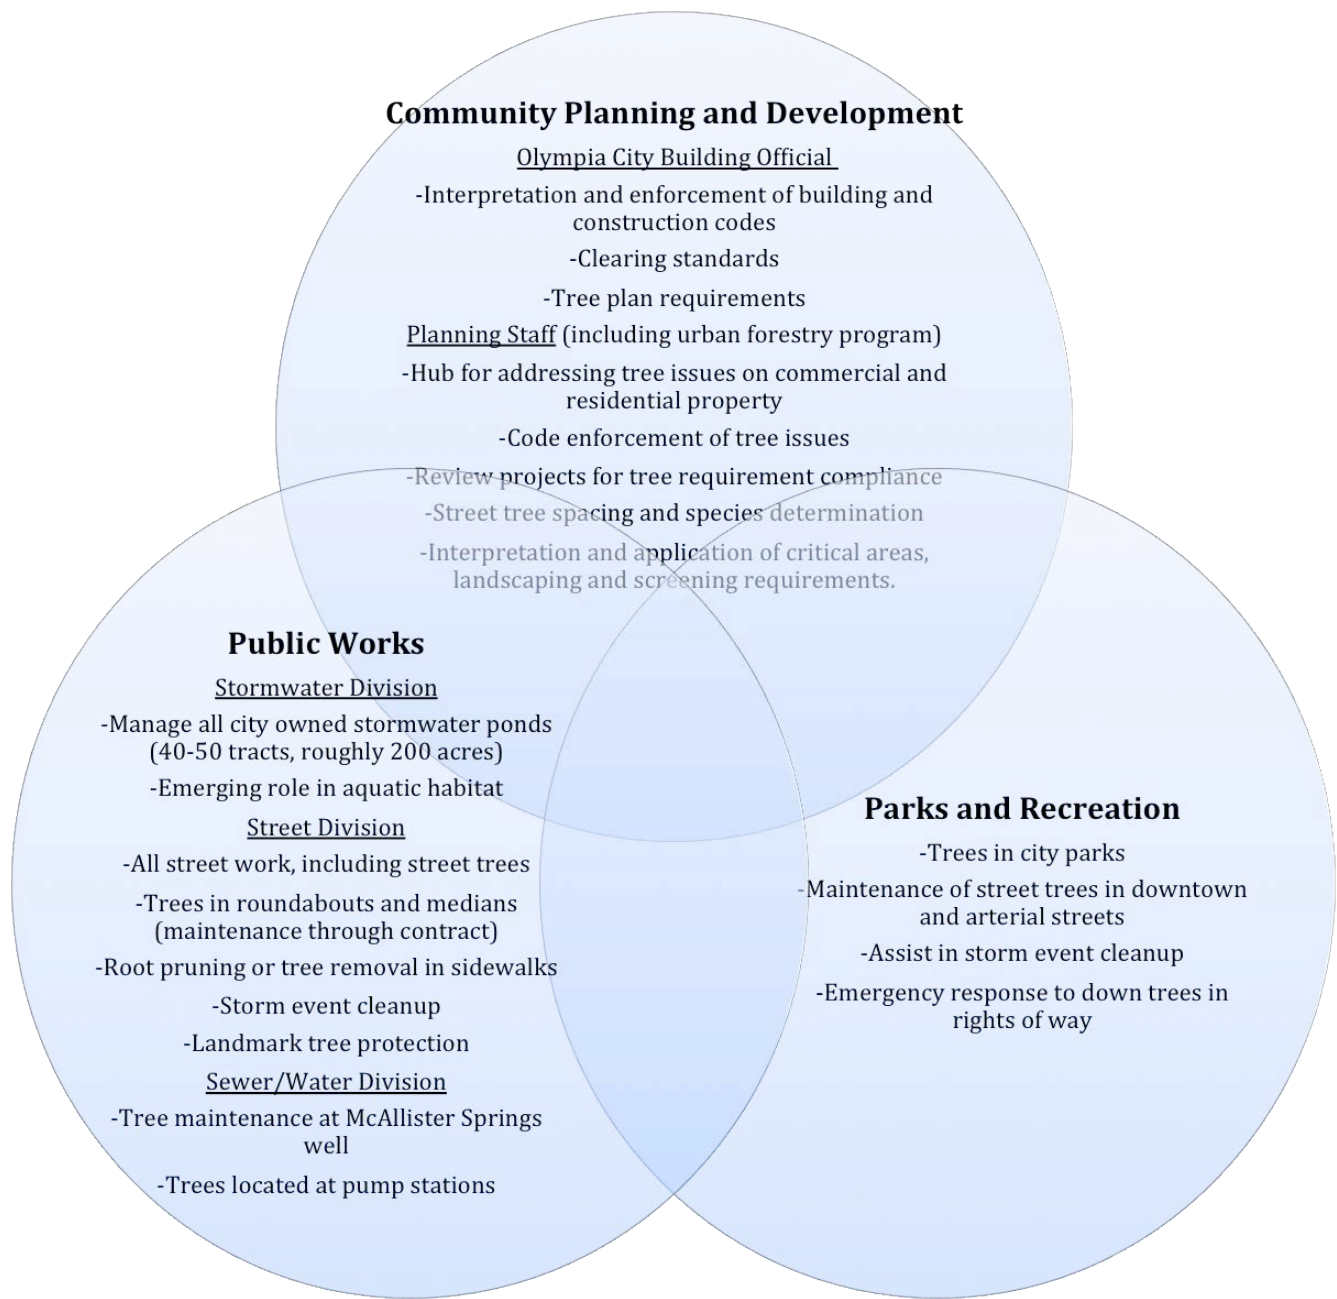 Community Planning and Development
Olympia City Building Official
-Interpretation and enforcement of building and
construction codes
-Clearing standards
-Tree plan requirements
Planning Staff (including urban forestry program)
-Hub for addressing tree issues on commercial and
residential property
-Code enforcement of tree issues
-Review projects for tree requirement compliance
-Street tree spacing and species determination
-Interpretation and application of critical areas,
landscaping and screening requirements.
Public Works
Stormwater Division
-Manage all city owned stormwater ponds
(40-50 tracts, roughly 200 acres)
-Emerging role in aquatic habitat
Street Division
-All street work, including street trees
-Trees in roundabouts and medians
(maintenance through contract)
-Root pruning or tree removal in sidewalks
-Storm event cleanup
-Landmark tree protection
Sewer/Water Division
-Tree maintenance at McAllister Springs
well
-Trees located at pump stations
Parks and Recreation
-Trees in city parks
-Maintenance of street trees in downtown
and arterial streets
-Assist in storm event cleanup
-Emergency response to down trees in
rights of way